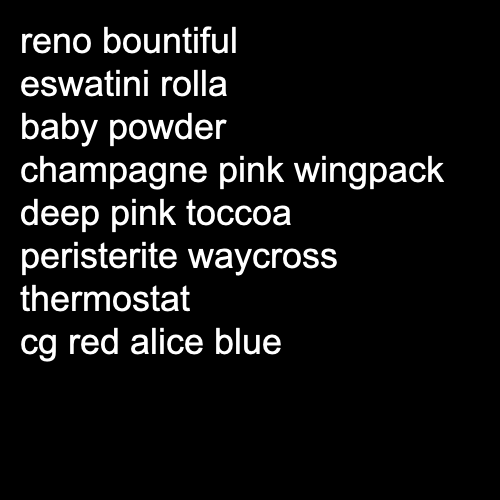 reno bountiful
eswatini rolla
baby powder
champagne pink wingpack
deep pink toccoa
peristerite waycross
thermostat
cg red alice blue